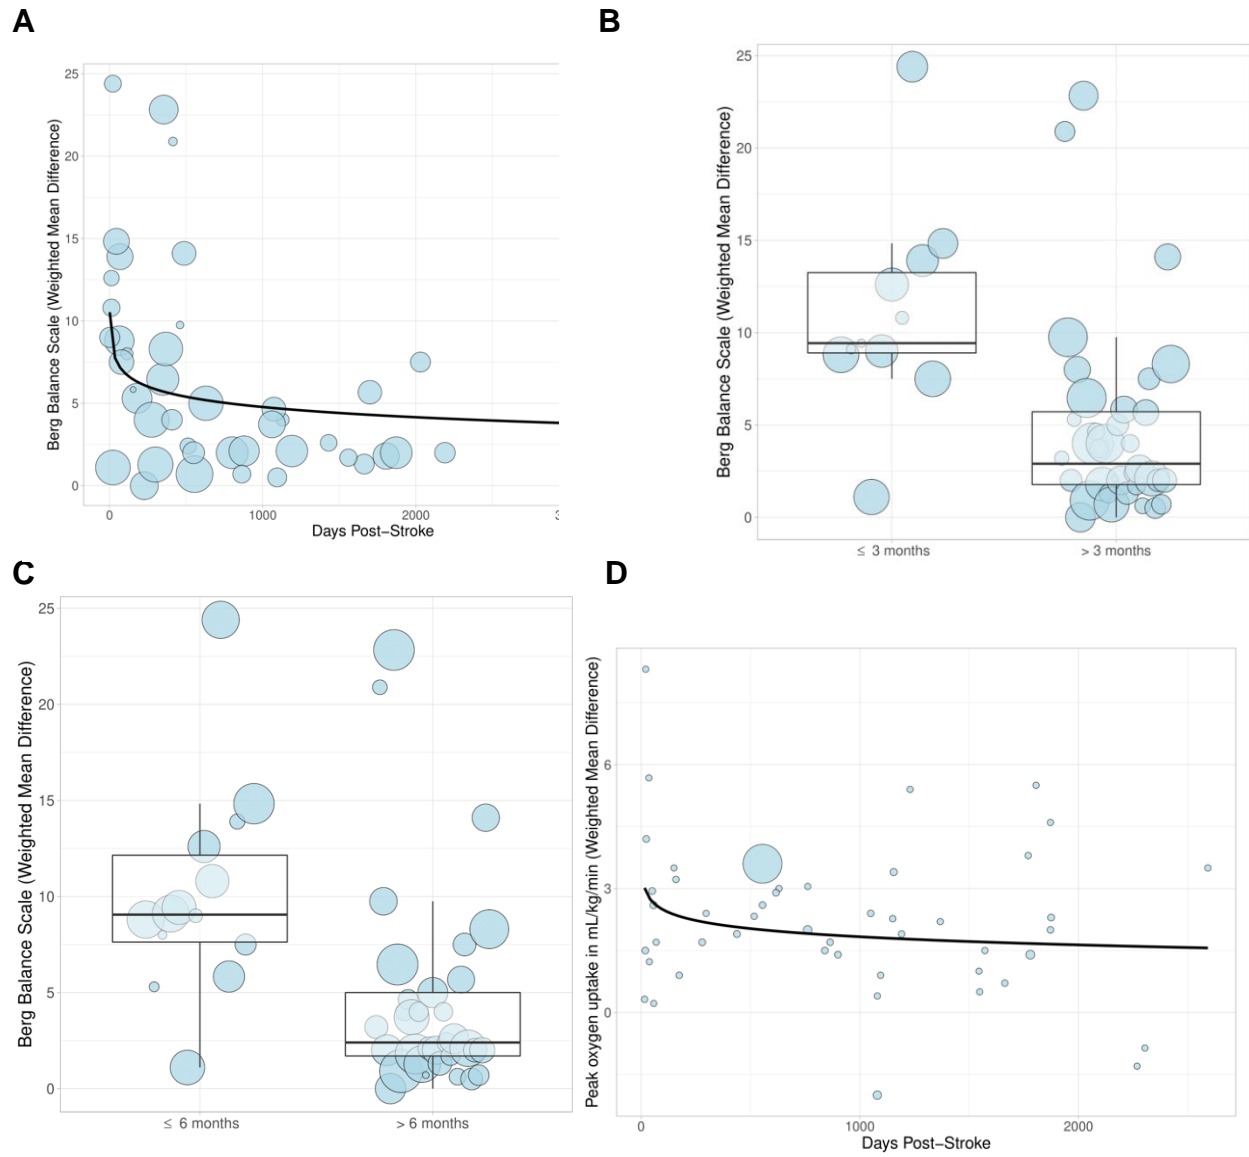 A
Berg Balance Scale (Weighted Mean Difference)
25
20
15
10
5
0
0
1000
2000
Days Post−Stroke
B
Berg Balance Scale (Weighted Mean Difference)
25
20
15
10
5
0
≤ 3 months
> 3 months
C
Berg Balance Scale (Weighted Mean Difference)
25
20
15
10
5
0
≤ 6 months
> 6 months
D
Peak oxygen uptake in mL/kg/min (Weighted Mean Difference)
6
3
0
0
1000
2000
Days Post−Stroke